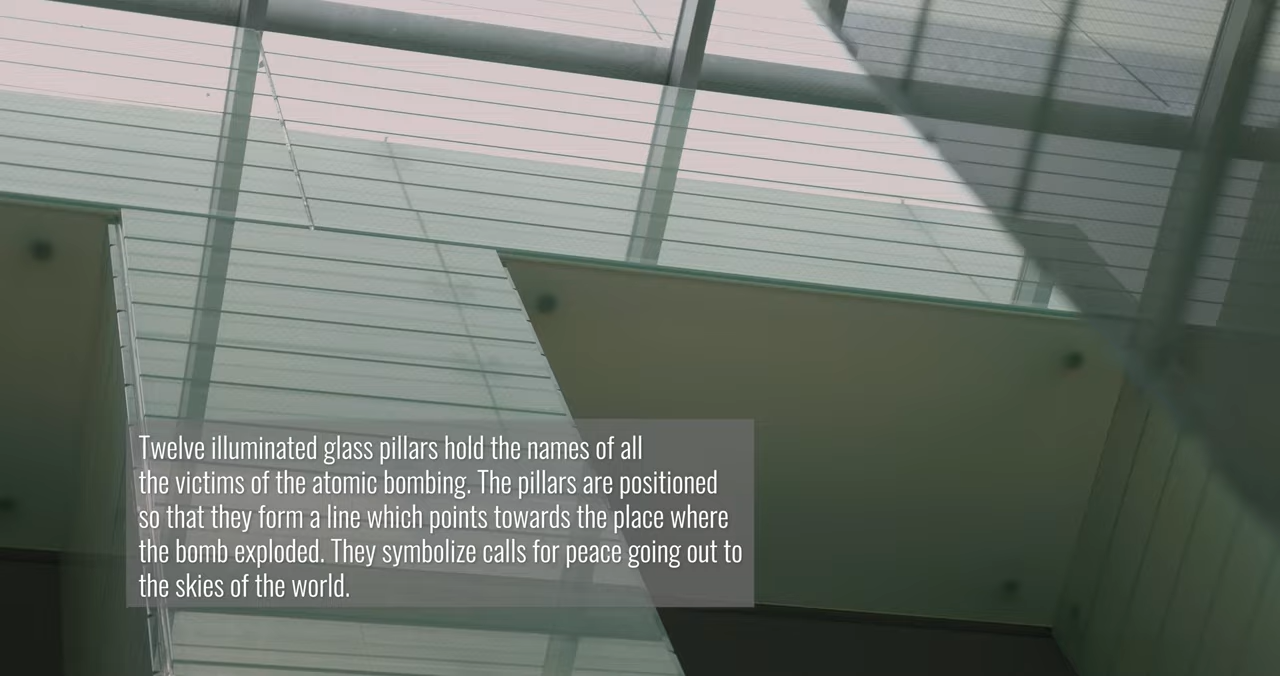 Twelve illuminated glass pillars hold the names of all
the victims of the atomic bombing. The pillars are positioned
so that they form a line which points towards the place where
the bomb exploded. They symbolize calls for peace going out to
the skies of the world.